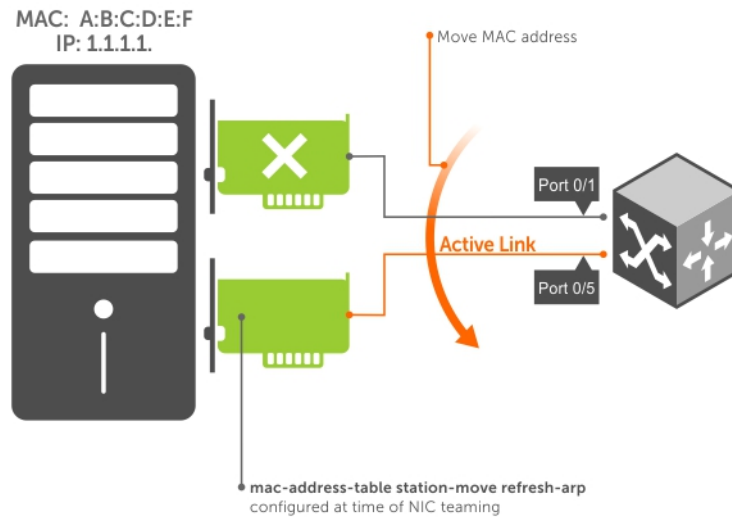 MAC: A:B:C:D:E:F
IP: 1.1.1.1.
Move MAC address
Port 0/1
Active Link
Port 0/5
mac-address-table station-move refresh-arp
configured at time of NIC teaming